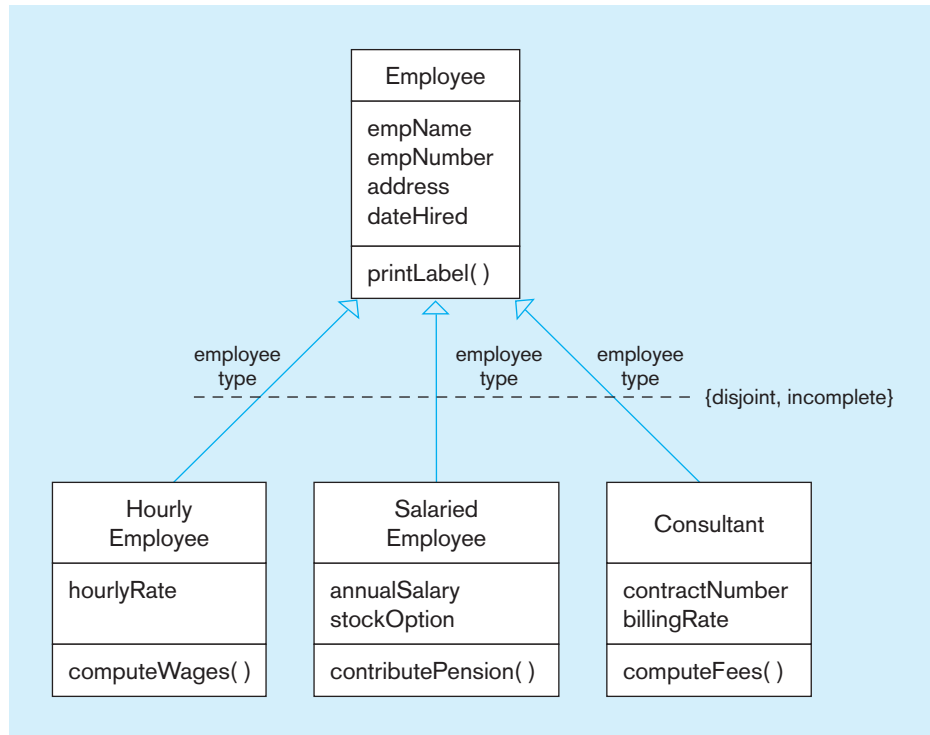 Employee
empName
empNumber
address
dateHired
printLabel( )
employee
type
employee
type
employee
type
{disjoint, incomplete}
Hourly
Employee
hourlyRate
computeWages( )
Salaried
Employee
annualSalary
stockOption
contributePension( )
Consultant
contractNumber
billingRate
computeFees( )